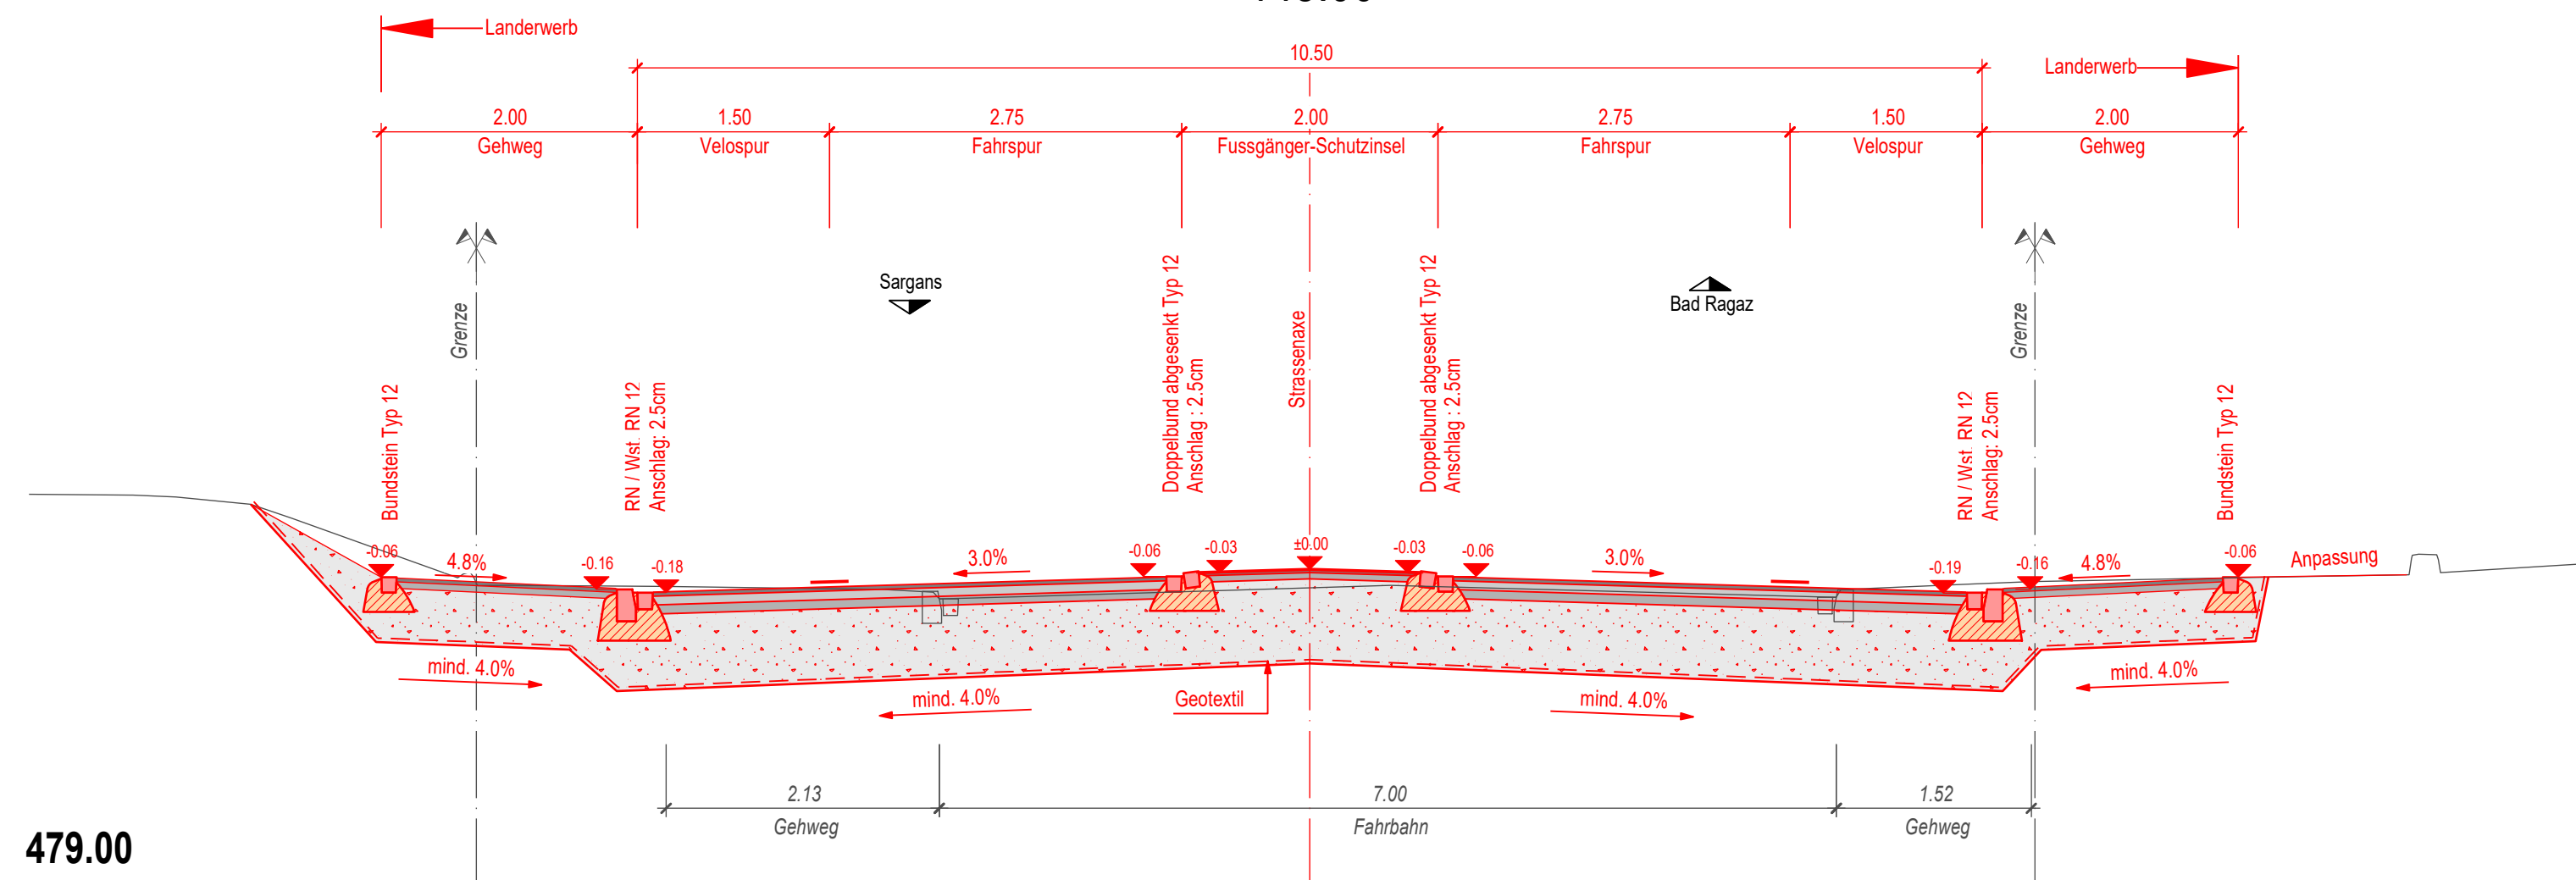 Landerwerb
10.50
Landerwerb
2.00
1.50
2.75
2.00
2.75
1.50
2.00
Gehweg
Velospur
Fahrspur
Fussgänger-Schutzinsel
Fahrspur
Velospur
Gehweg
Sargans
Bad Ragaz
Grenze
Bundstein Typ 12
RN / Wst. RN 12
Anschlag: 2.5cm
Doppelbund abgesenkt Typ 12
Anschlag : 2.5cm
Strassenaxe
Doppelbund abgesenkt Typ 12
Anschlag : 2.5cm
RN / Wst. RN 12
Anschlag: 2.5cm
Grenze
Bundstein Typ 12
-0.06
4.8%
-0.16
-0.18
3.0%
-0.06
-0.03
±0.00
-0.03
-0.06
3.0%
-0.19
-0.16
4.8%
-0.06
Anpassung
mind. 4.0%
mind. 4.0%
Geotextil
mind. 4.0%
mind. 4.0%
2.13
7.00
1.52
Gehweg
Fahrbahn
Gehweg
479.00